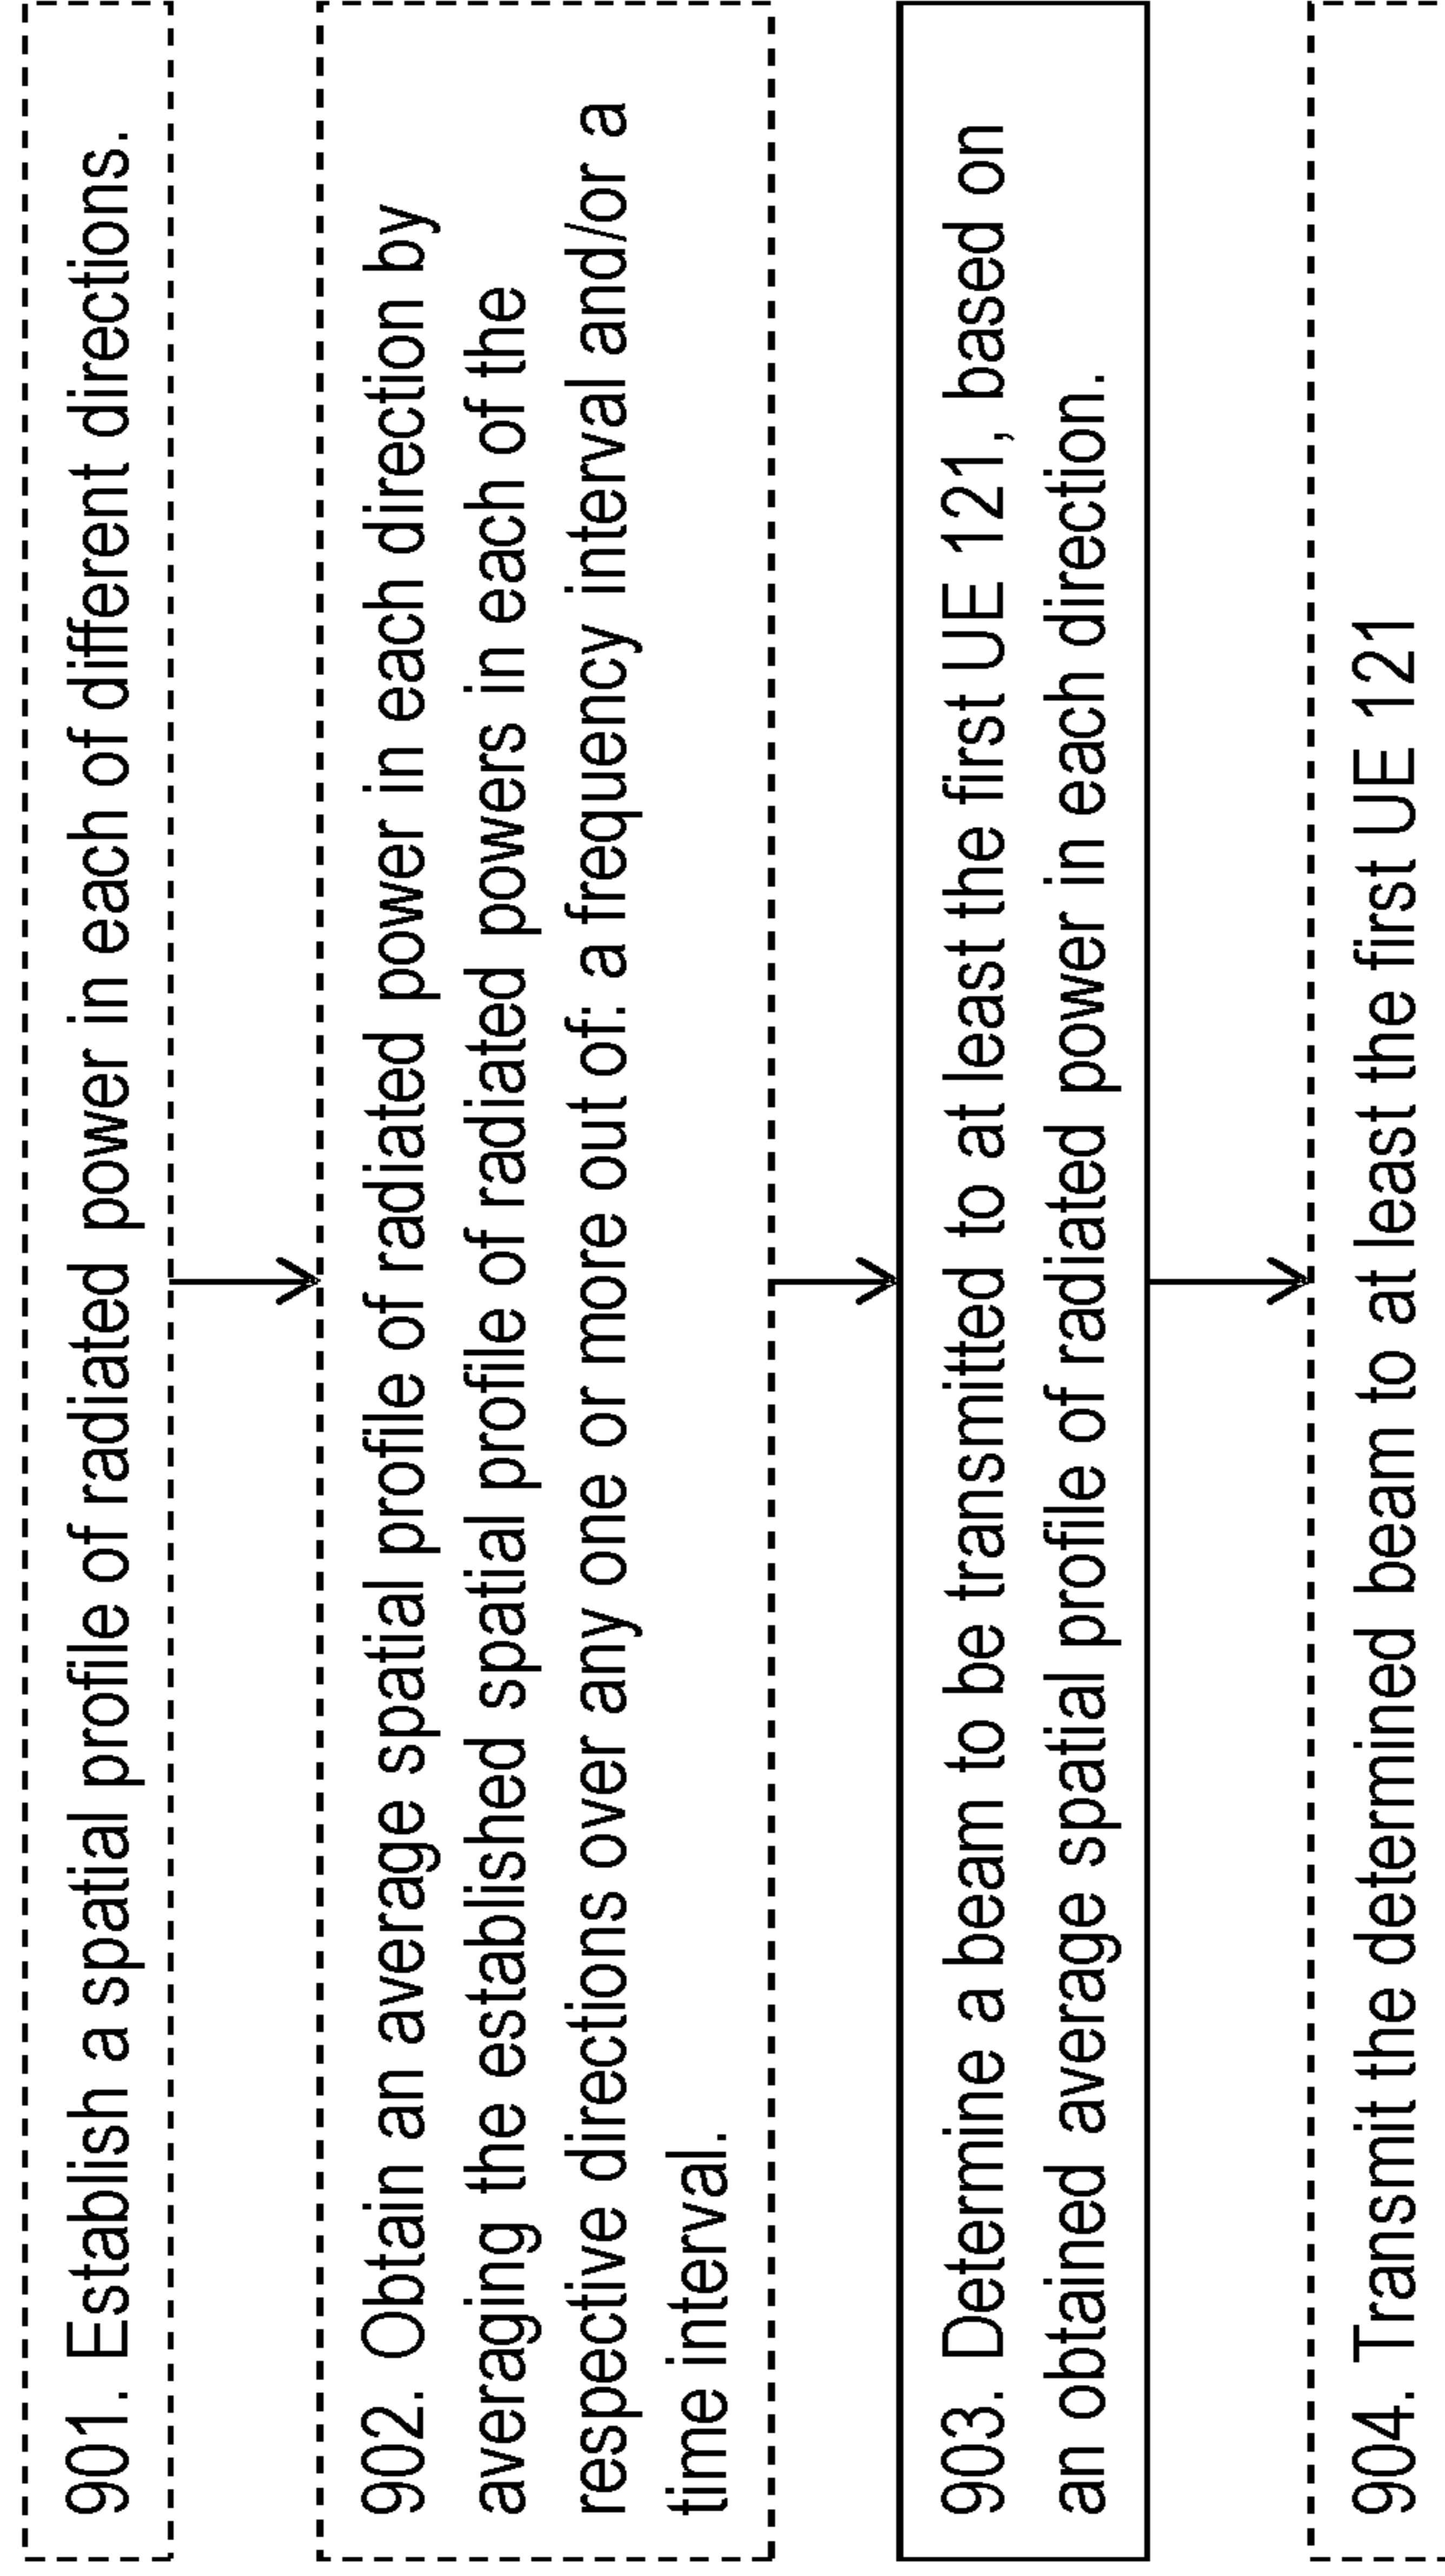 901. Establish a spatial profile of radiated power in each of different directions.
902. Obtain an average spatial profile of radiated power in each direction by
averaging the established spatial profile of radiated powers in each of the
respective directions over any one or more out of: a frequency interval and/or a
time interval.
903. Determine a beam to be transmitted to at least the first UE 121, based on
an obtained average spatial profile of radiated power in each direction.
904. Transmit the determined beam to at least the first UE 121